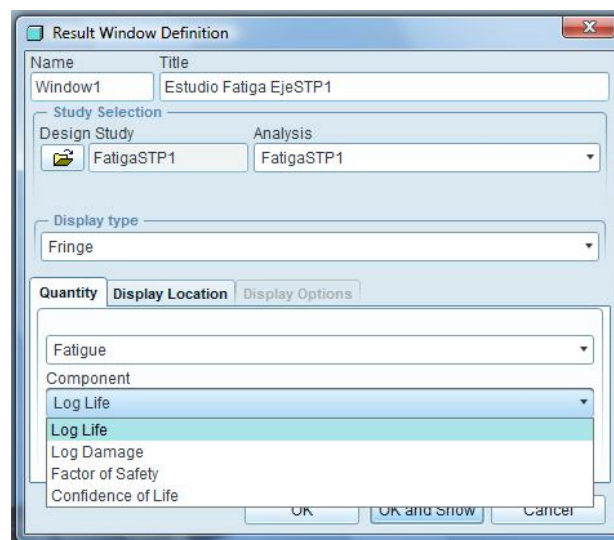 Result Window Definition
Name Title
Window1 Estudio Fatiga EjeSTP1
Study Selection
Design Study Analysis
FatigaSTP1 FatigaSTP1
Display type
Fringe
Quantity Display Location Display Options
Fatigue
Component
Log Life
Log Life
Log Damage
Factor of Safety
Confidence of Life
OK OK and Show Cancel